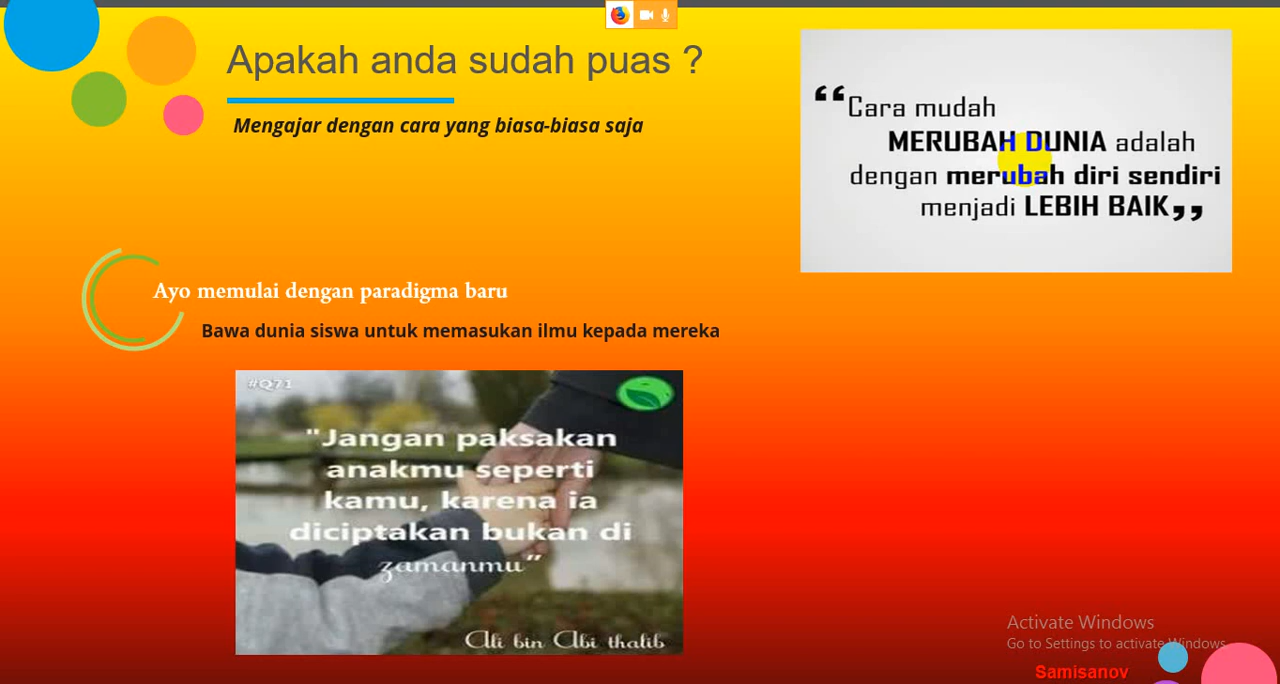 Apakah anda sudah puas ?
Mengajar dengan cara yang biasa-biasa saja
“Cara mudah
MERUBAH DUNIA adalah
dengan merubah diri sendiri
menjadi LEBIH BAIK”
Ayo memulai dengan paradigma baru
Bawa dunia siswa untuk memasukan ilmu kepada mereka
#Q71
"Jangan paksakan
anakmu seperti
kamu, karena ia
diciptakan bukan di
zamanmu”
Ali bin Abi thalib
Activate Windows
Go to Settings to activate Windows.
Samisanov